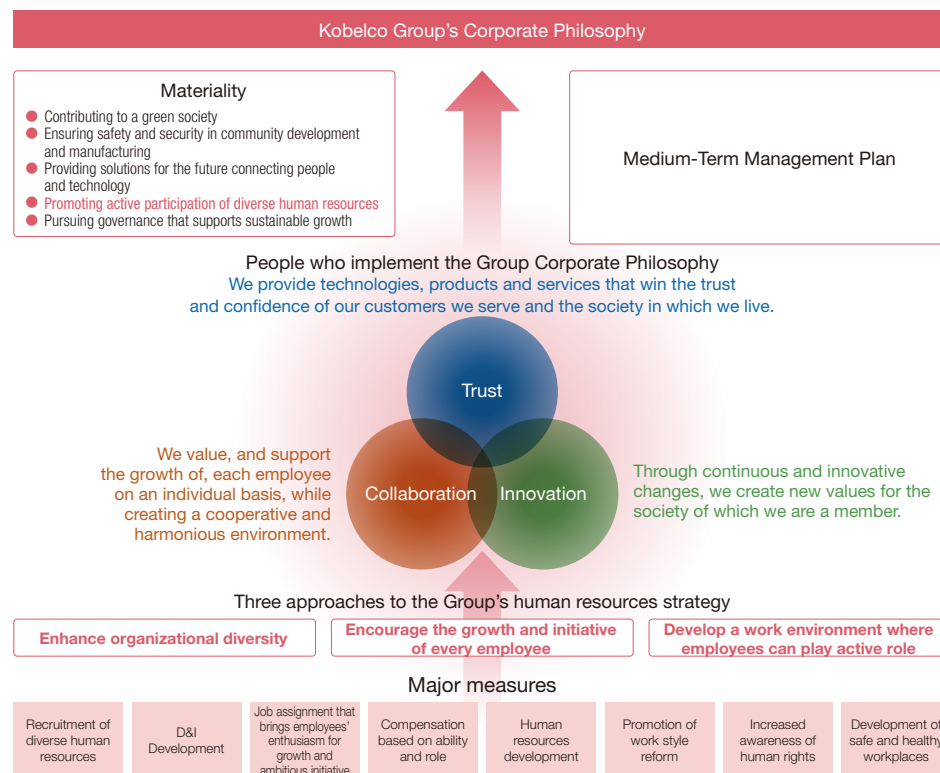 Kobelco Group's Corporate Philosophy
Materiality
Contributing to a green society
Ensuring safety and security in community development
and manufacturing
Providing solutions for the future connecting people
and technology
Promoting active participation of diverse human resources
Pursuing governance that supports sustainable growth
Medium-Term Management Plan
People who implement the Group Corporate Philosophy
We provide technologies, products and services that win the trust
and confidence of our customers we serve and the society in which we live.
Trust
We value, and support
the growth of, each employee
on an individual basis, while
creating a cooperative and
harmonious environment.
Collaboration
Innovation
Through continuous and innovative
changes, we create new values for the
society of which we are a member.
Three approaches to the Group's human resources strategy
Enhance organizational diversity
Encourage the growth and initiative
of every employee
Develop a work environment where
employees can play active role
Major measures
Recruitment of
diverse human
resources
D&I
Development
Job assignment that
brings employees'
enthusiasm for
growth and
ambitious initiative
Compensation
based on ability
and role
Human
resources
development
Promotion of
work style
reform
Increased
awareness of
human rights
Development of
safe and healthy
workplaces